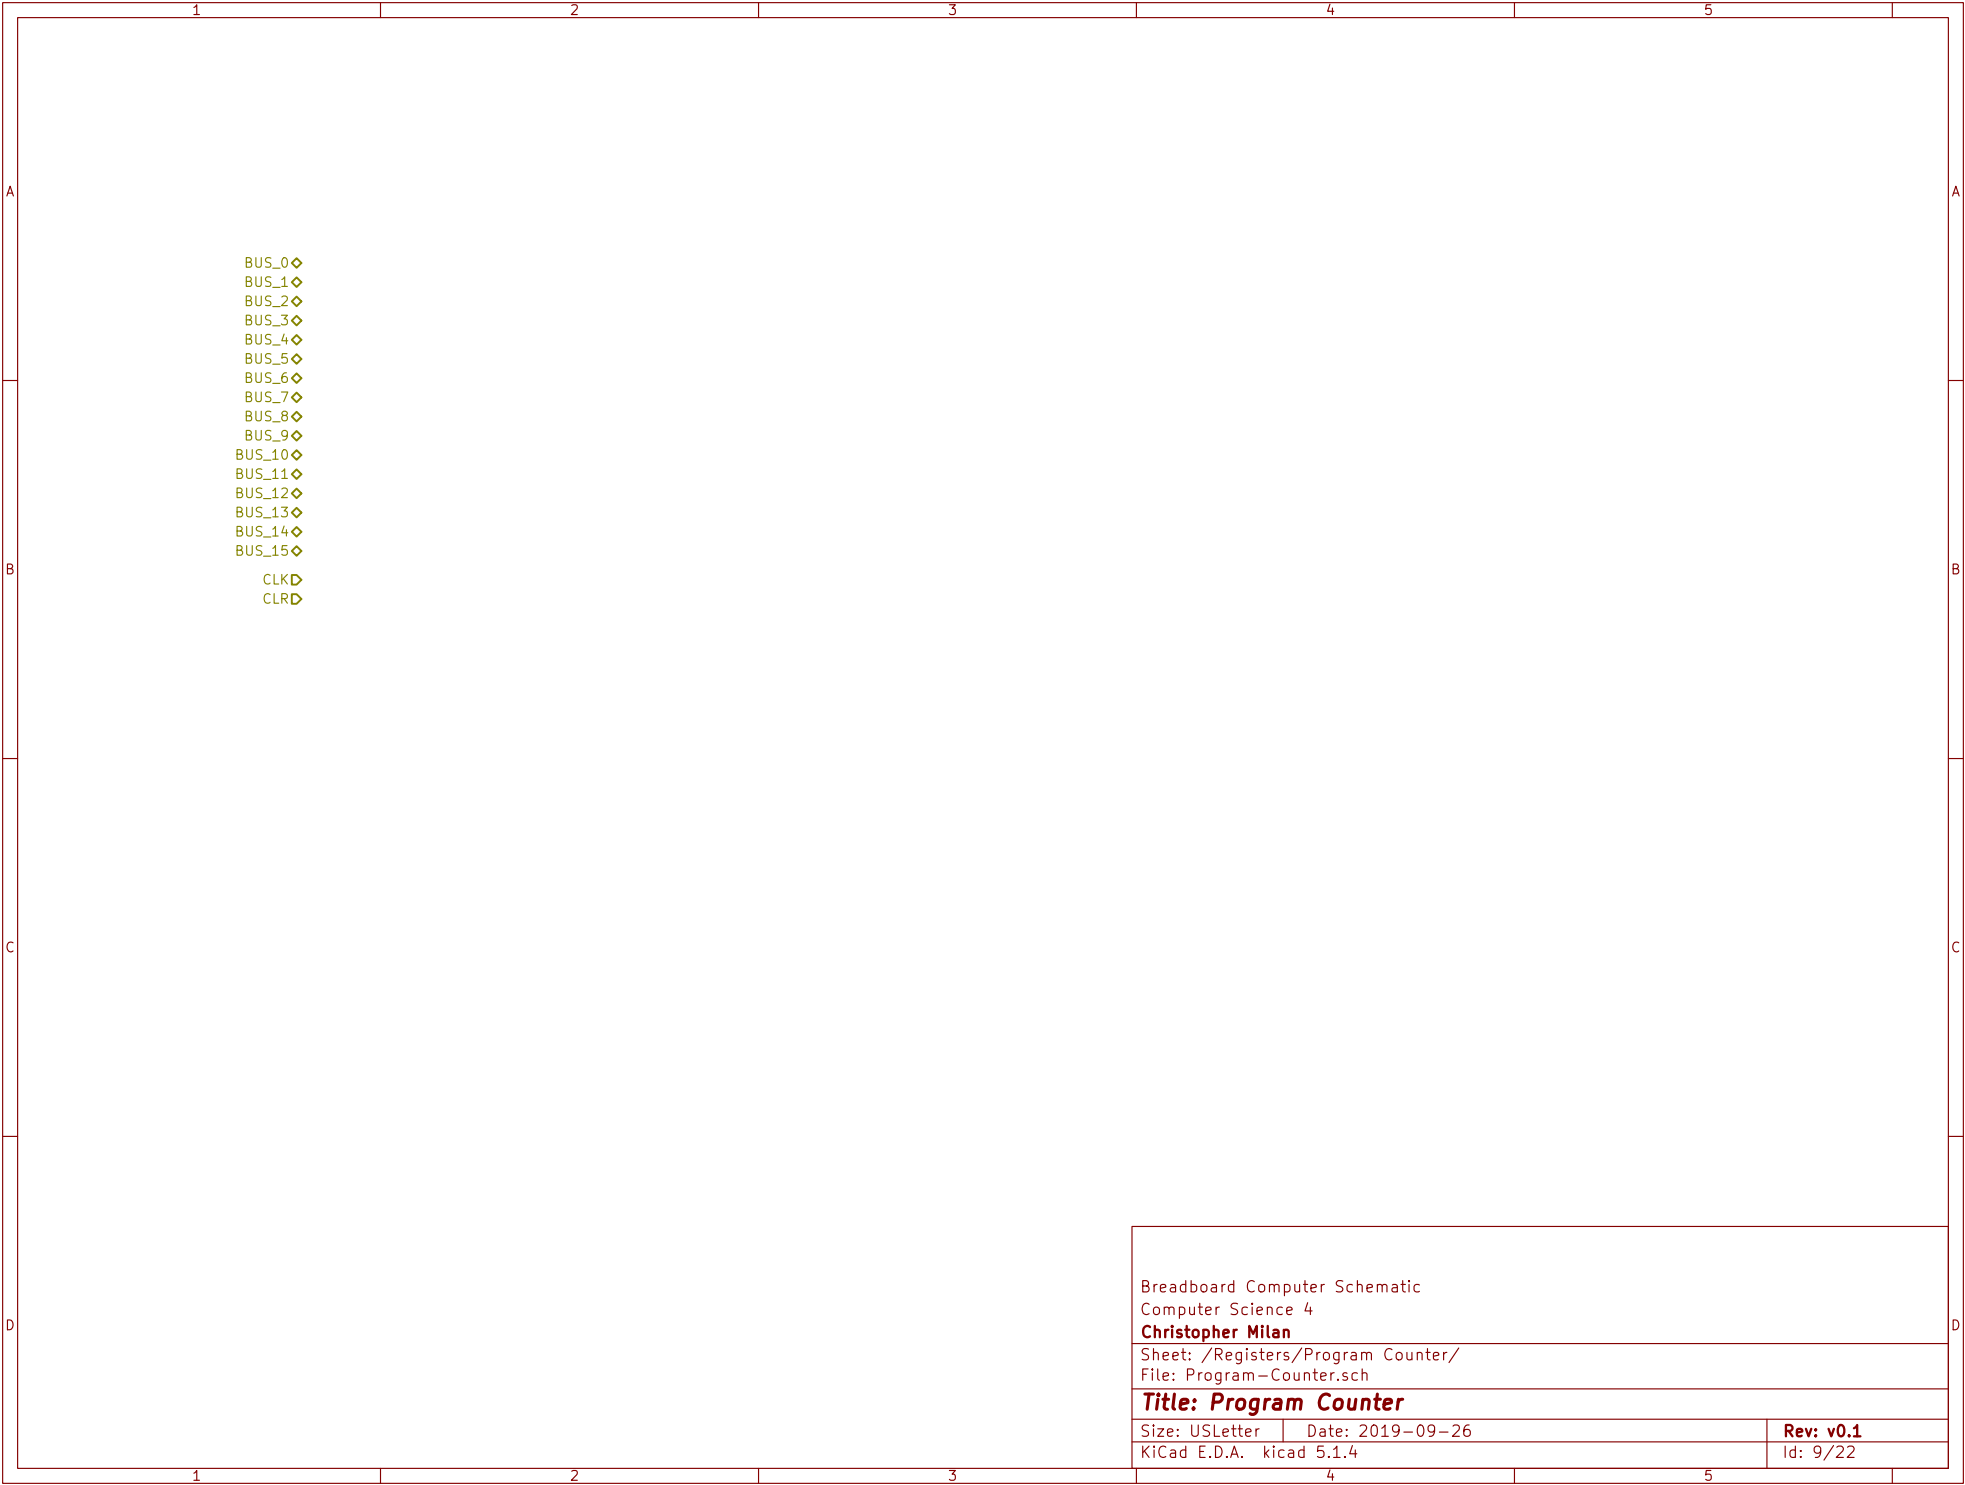 1 2 3 4 5
A A
BUS_0
BUS_1
BUS_2
BUS_3
BUS_4
BUS_5
BUS_6
BUS_7
BUS_8
BUS_9
BUS_10
BUS_11
BUS_12
BUS_13
BUS_14
BUS_15
B B
CLK
CLR
C C
Breadboard Computer Schematic
Computer Science 4
D D
Christopher Milan
Sheet: /Registers/Program Counter/
File: Program-Counter.sch
Title: Program Counter
Size: USLetter Date: 2019-09-26 Rev: v0.1
KiCad E.D.A. kicad 5.1.4 Id: 9/22
1 2 3 4 5